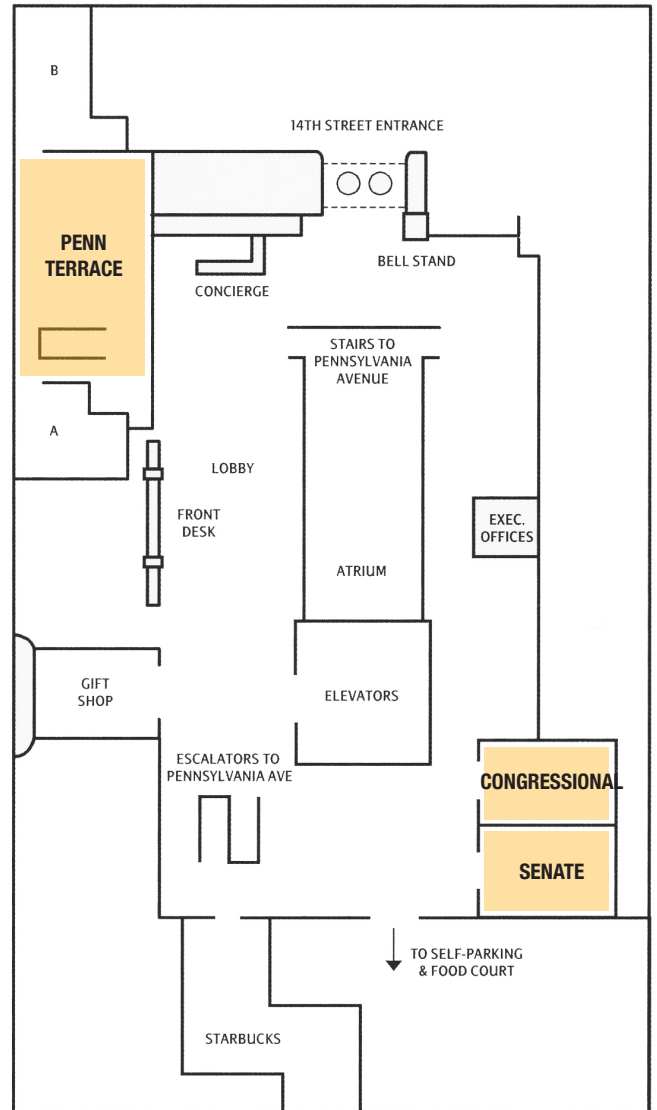 B
14TH STREET ENTRANCE
PENN
TERRACE
BELL STAND
CONCIERGE
STAIRS TO
PENNSYLVANIA
AVENUE
A
LOBBY
FRONT
DESK
EXEC.
OFFICES
ATRIUM
GIFT
SHOP
ELEVATORS
ESCALATORS TO
PENNSYLVANIA AVE
CONGRESSIONAL
SENATE
TO SELF-PARKING
& FOOD COURT
STARBUCKS